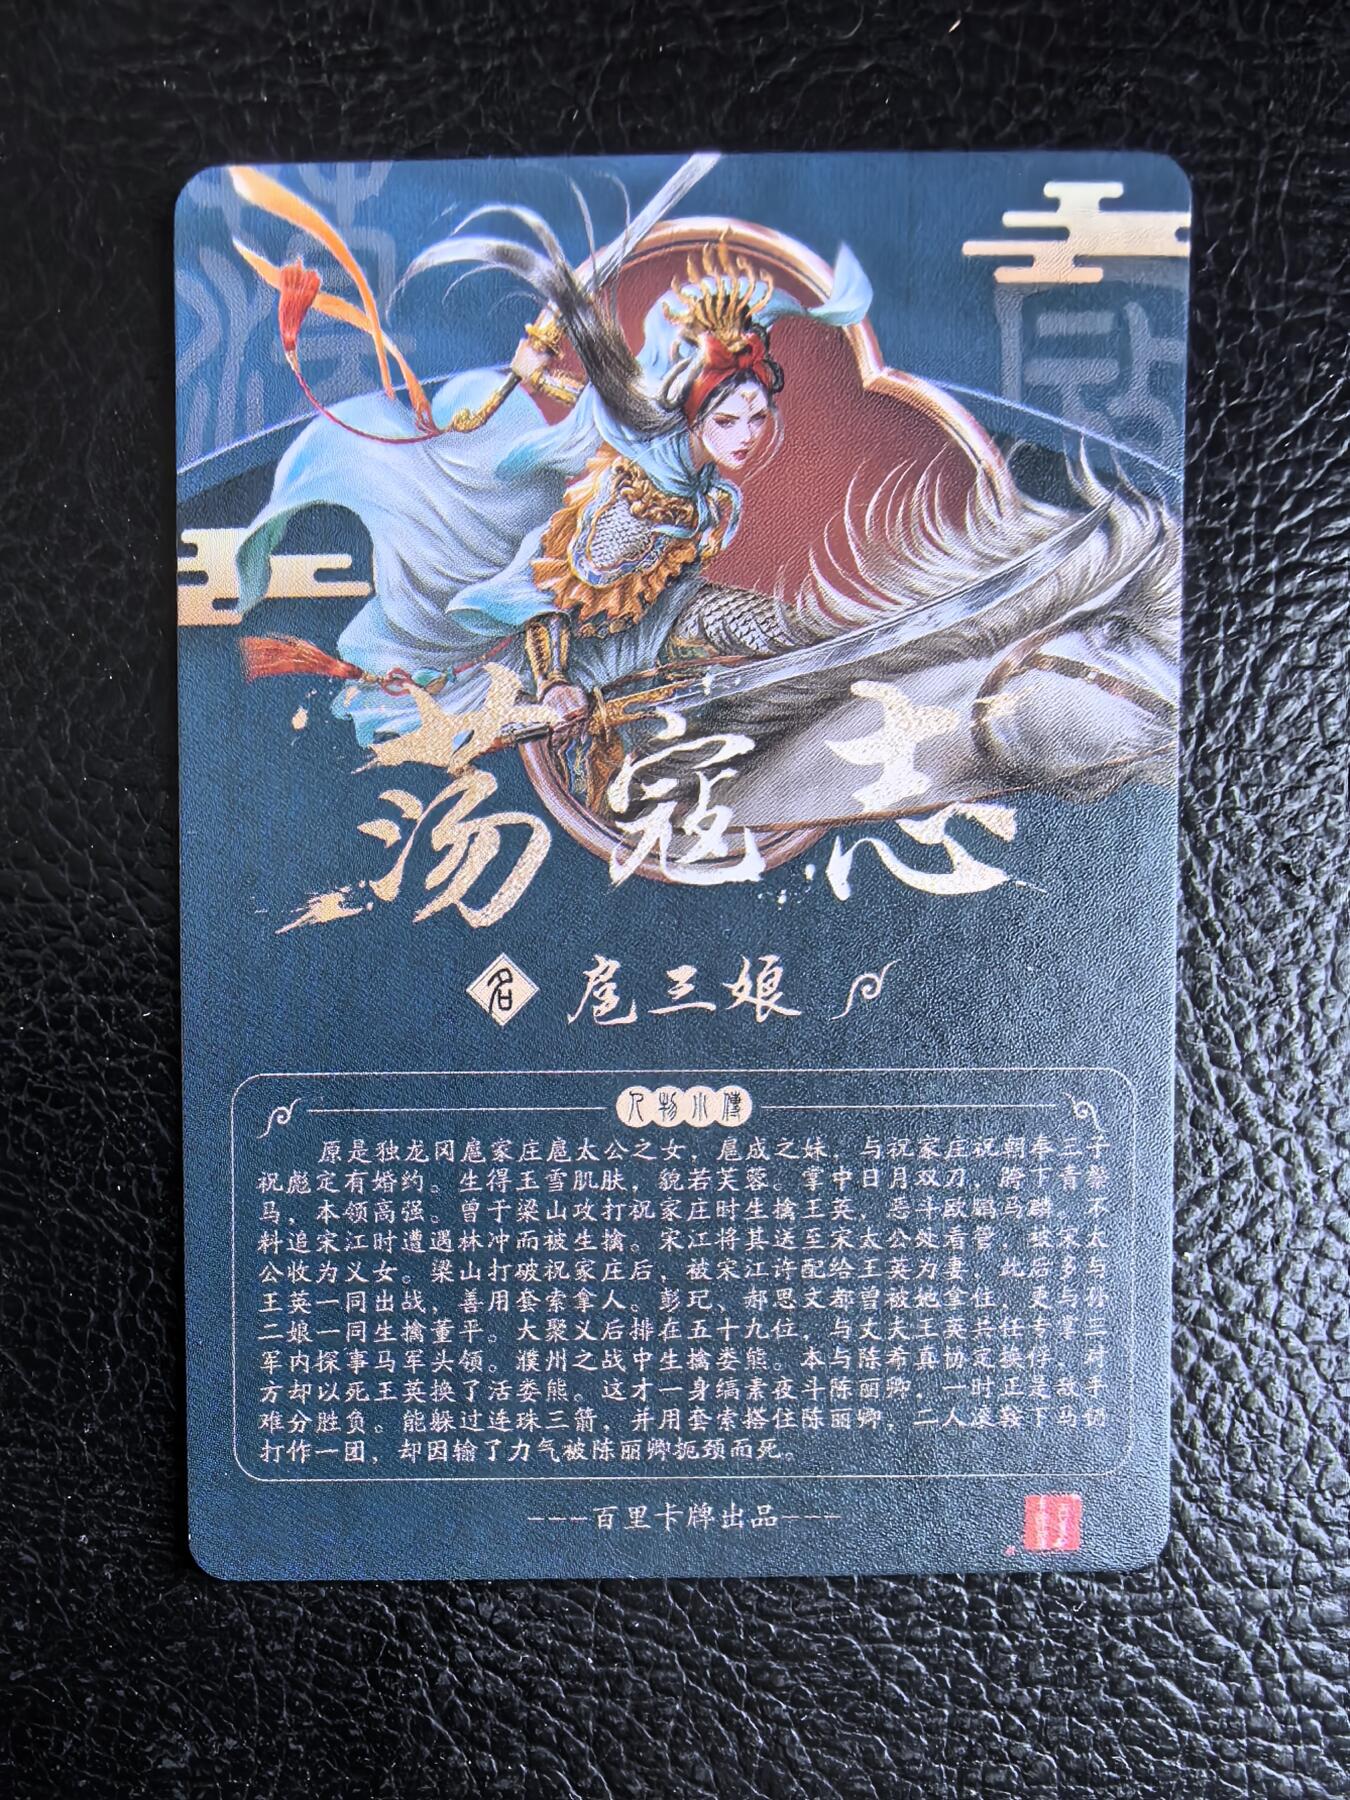 荡寇志
名 扈三娘
人物小傳
原是独龙冈扈家庄扈太公之女，扈成之妹，与祝家庄祝朝奉三子
祝彪定有婚约。生得玉雪肌肤，貌若芙蓉。掌中日月双刀，胯下青鬃
马，本领高强。曾于梁山攻打祝家庄时生擒王英，恶斗欧鹏马麟，不
料追宋江时遭遇林冲而被生擒。宋江将其送至宋太公处看管，被宋太
公收为义女。梁山打破祝家庄后，被宋江许配给王英为妻，此后多与
王英一同出战，善用套索拿人。彭玘、郝思文都曾被她拿住，更与孙
二娘一同生擒董平。大聚义后排在五十九位，与丈夫王英共任专掌三
军内探事马军头领。濮州之战中生擒娄熊。本与陈希真协定换俘，对
方却以死王英换了活娄熊。这才一身缟素夜斗陈丽卿，一时正是敌手
难分胜负。能躲过连珠三箭，并用套索搭住陈丽卿，二人滚鞍下马
打作一团，却因输了力气被陈丽卿扼颈而死。
---百里卡牌出品---